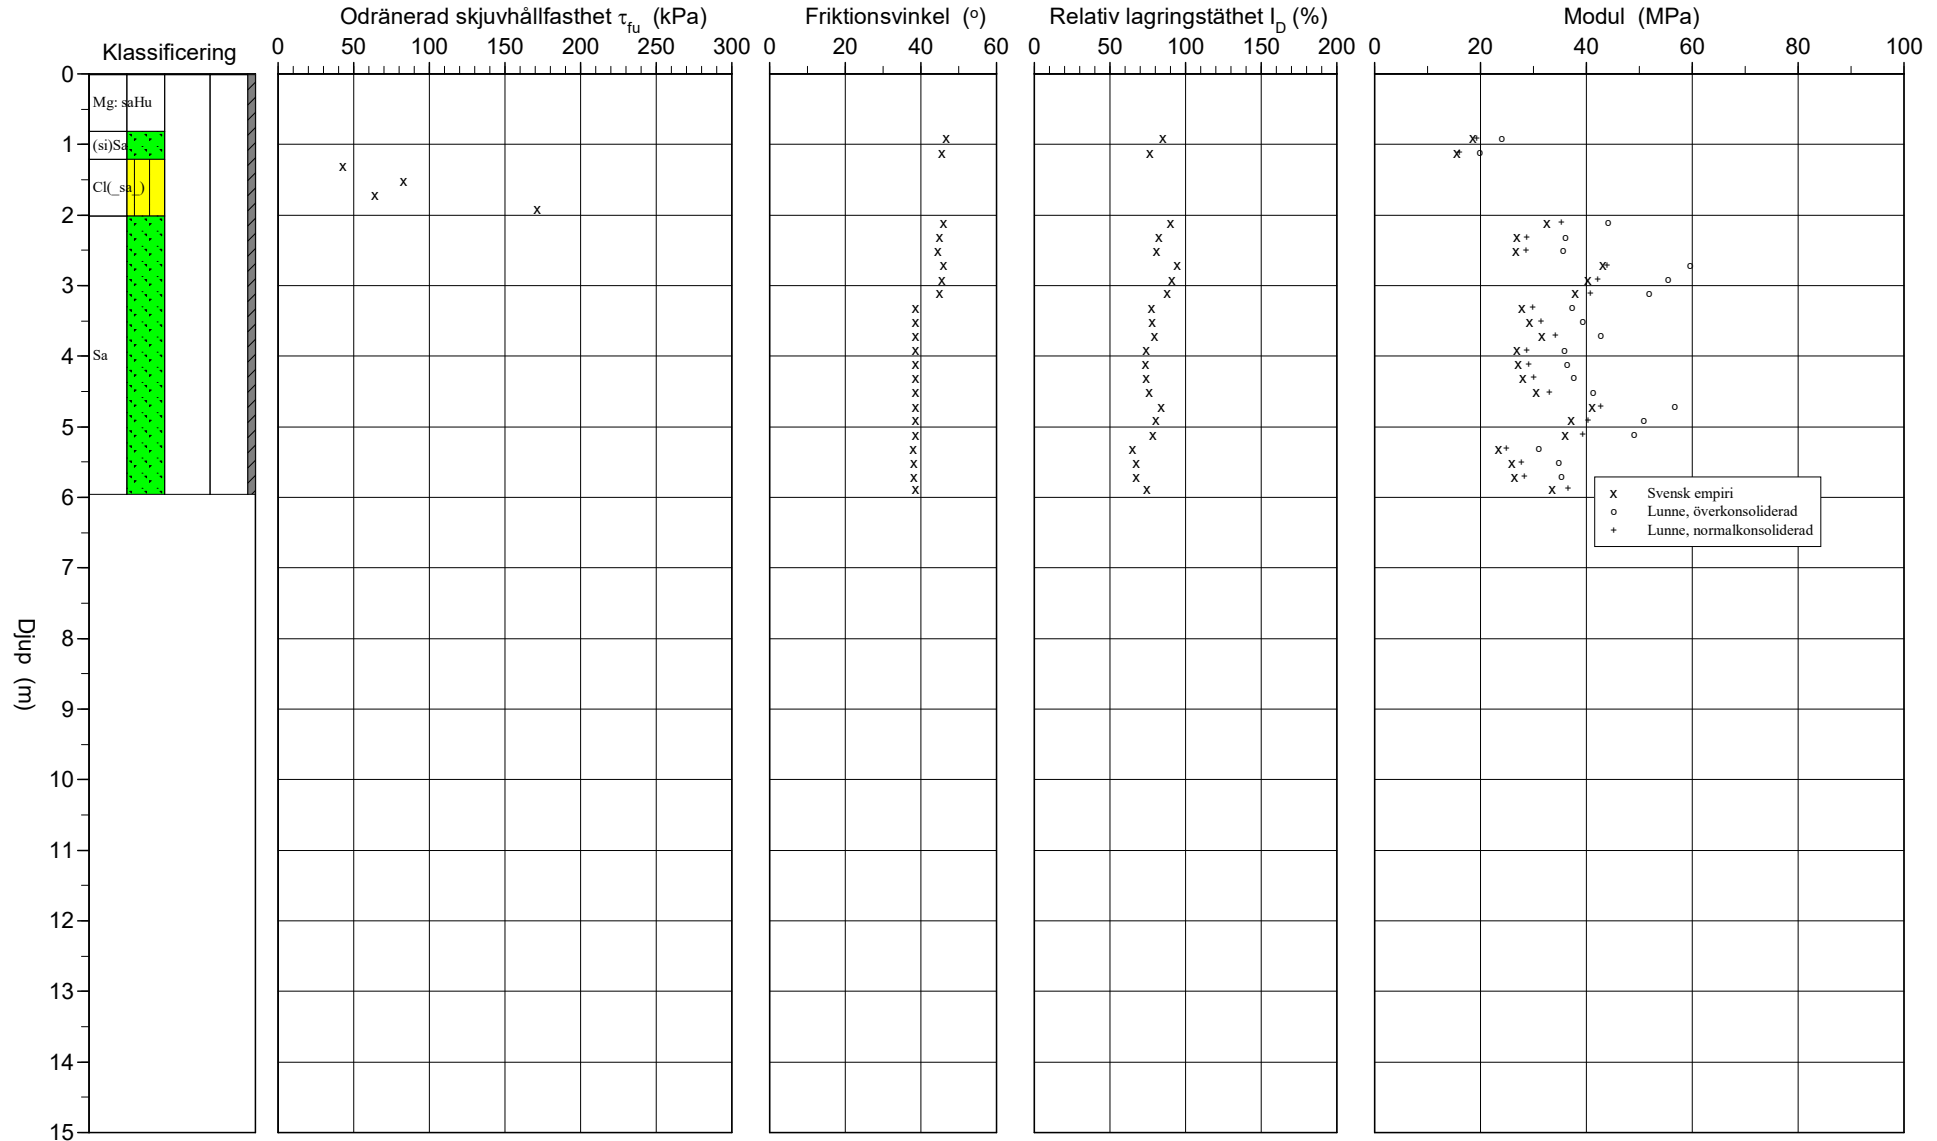 Odränerad skjuvhållfasthet τfu (kPa)
Friktionsvinkel (o)
Relativ lagringstäthet ID (%)
Modul (MPa)
Klassificering
0 50 100 150 200 250 300
0 20 40 60
0 50 100 150 200
0 20 40 60 80 100
0
Mg: saHu
1
(si)Sa
Cl(_sa_)
2
3
4
Sa
5
6
x Svensk empiri
o Lunne, överkonsoliderad
+ Lunne, normalkonsoliderad
7
8
Djup (m)
9
10
11
12
13
14
15